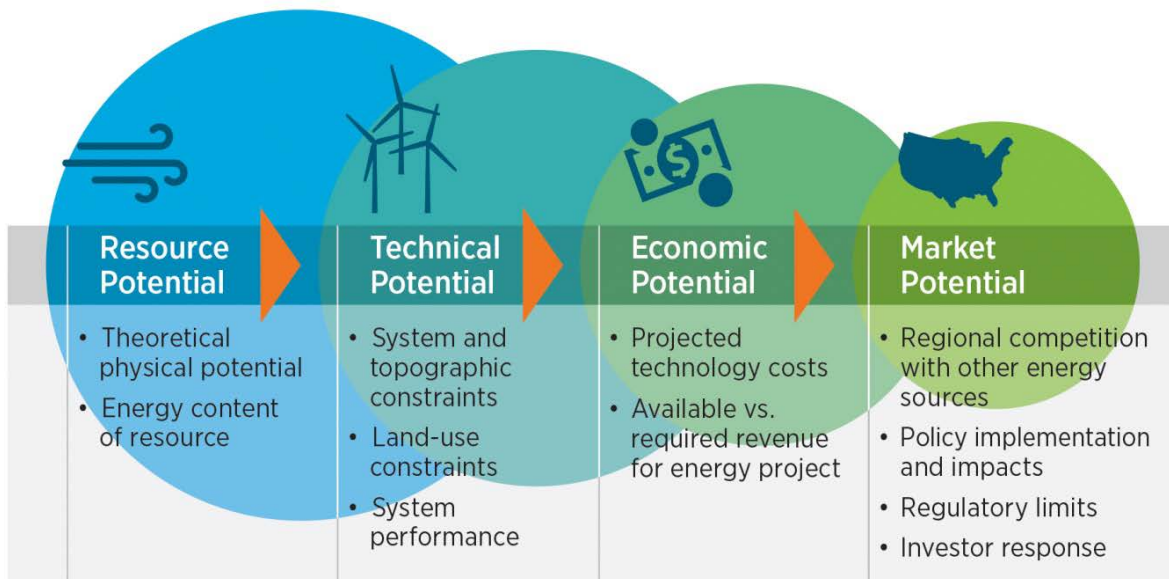 Resource
Potential
• Theoretical
physical potential
• Energy content
of resource
Technical
Potential
• System and
topographic
constraints
• Land-use
constraints
• System
performance
$
Economic
Potential
• Projected
technology costs
• Available vs.
required revenue
for energy project
Market
Potential
• Regional competition
with other energy
sources
• Policy implementation
and impacts
• Regulatory limits
• Investor response